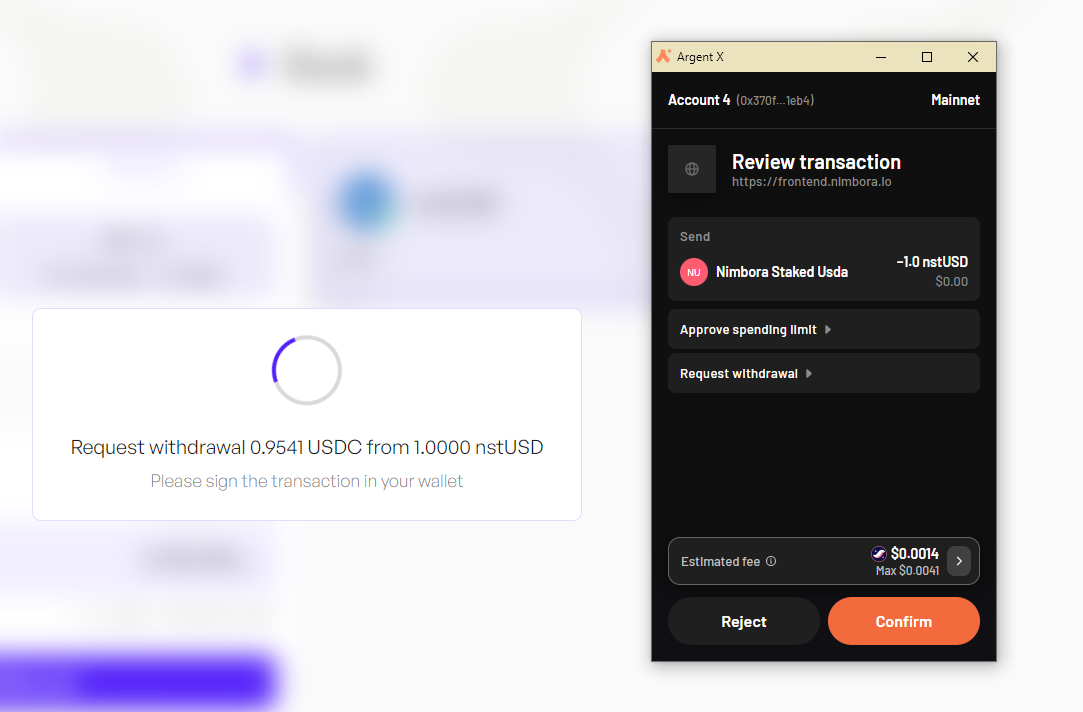 Request withdrawal 0.9541 USDC from 1.0000 nstUSD
Please sign the transaction in your wallet
Argent X
Account 4 (0x370f...1eb4) Mainnet
Review transaction
https://frontend.nimbora.io
Send
NU Nimbora Staked Usda -1.0 nstUSD
$0.00
Approve spending limit
Request withdrawal
Estimated fee $0.0014
Max $0.0041
Reject Confirm